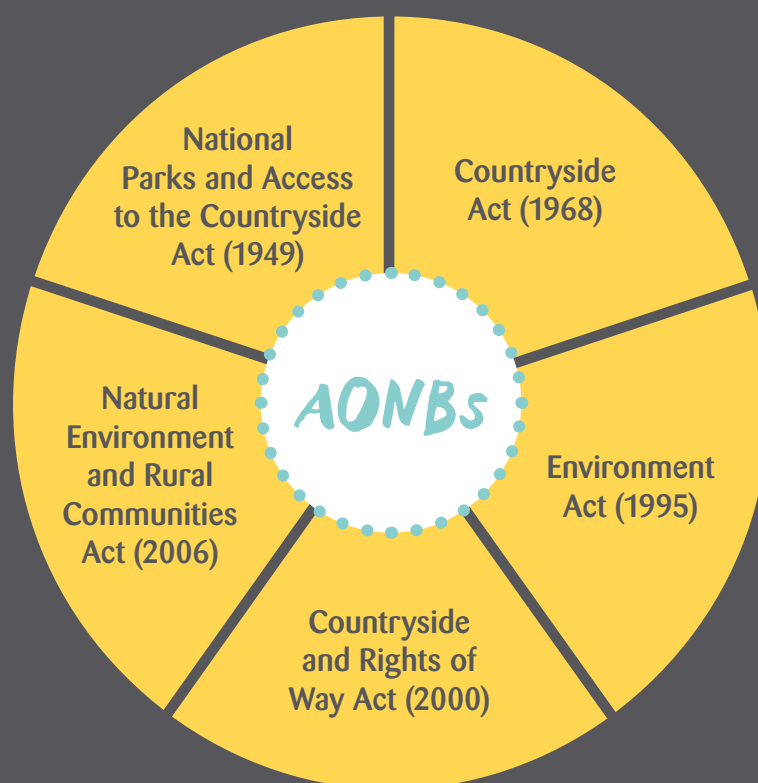 National
Parks and Access
to the Countryside
Act (1949)
Countryside
Act (1968)
Natural
Environment
and Rural
Communities
Act (2006)
AONBs
Environment
Act (1995)
Countryside
and Rights of
Way Act (2000)